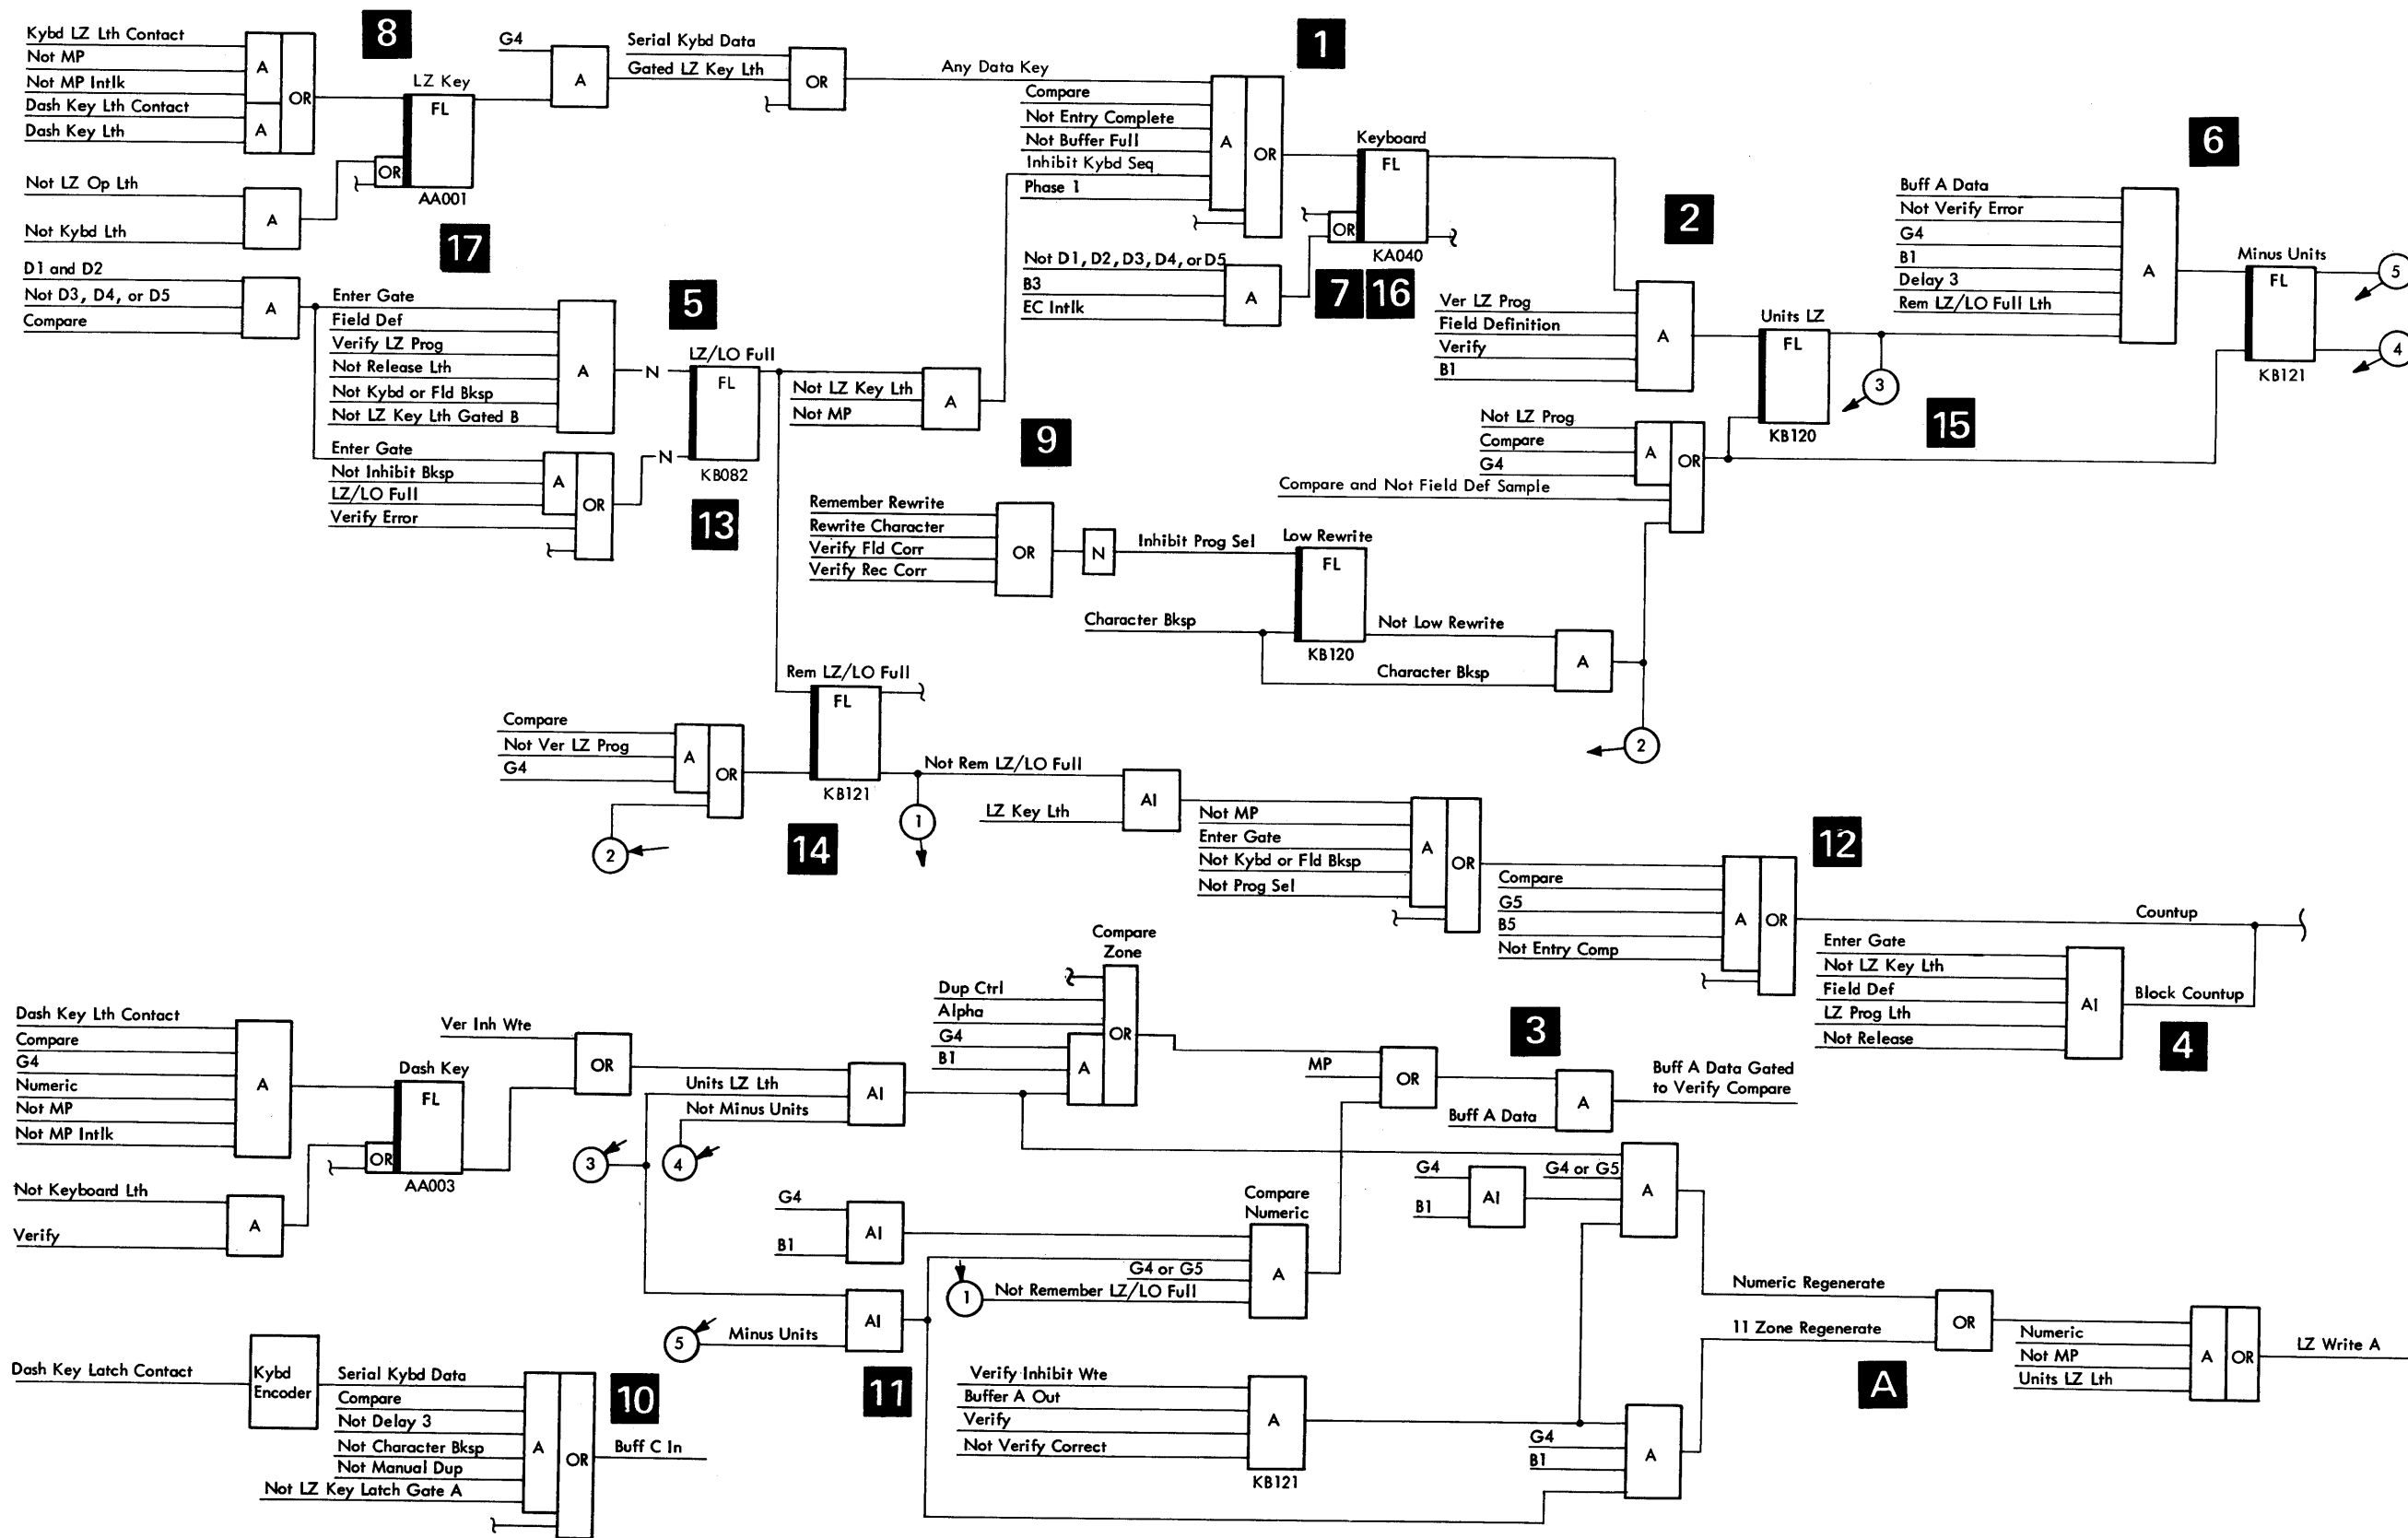 8
Kybd LZ Lth Contact
Not MP
Not MP Intlk
Dash Key Lth Contact
Dash Key Lth
A
A
OR
LZ Key
FL
OR
AA001
Not LZ Op Lth
Not Kybd Lth
A
17
G4
A
Serial Kybd Data
Gated LZ Key Lth
OR
Any Data Key
1
Compare
Not Entry Complete
Not Buffer Full
Inhibit Kybd Seq
Phase 1
A
OR
Keyboard
FL
OR
KA040
Not D1, D2, D3, D4, or D5
B3
EC Intlk
A
7
16
2
Ver LZ Prog
Field Definition
Verify
B1
A
Units LZ
FL
KB120
3
15
6
Buff A Data
Not Verify Error
G4
B1
Delay 3
Rem LZ/LO Full Lth
A
Minus Units
FL
KB121
5
4
D1 and D2
Not D3, D4, or D5
Compare
A
Enter Gate
Field Def
Verify LZ Prog
Not Release Lth
Not Kybd or Fld Bksp
Not LZ Key Lth Gated B
A
5
N
LZ/LO Full
FL
KB082
13
Enter Gate
Not Inhibit Bksp
LZ/LO Full
Verify Error
A
OR
N
Not LZ Key Lth
Not MP
A
9
Remember Rewrite
Rewrite Character
Verify Fld Corr
Verify Rec Corr
OR
N
Inhibit Prog Sel
Low Rewrite
FL
KB120
Character Bksp
Not Low Rewrite
Character Bksp
A
2
Not LZ Prog
Compare
G4
A
OR
Compare and Not Field Def Sample
Rem LZ/LO Full
FL
KB121
14
Compare
Not Ver LZ Prog
G4
A
OR
2
1
Not Rem LZ/LO Full
LZ Key Lth
AI
Not MP
Enter Gate
Not Kybd or Fld Bksp
Not Prog Sel
A
OR
12
Compare
G5
B5
Not Entry Comp
A
OR
Countup
Enter Gate
Not LZ Key Lth
Field Def
LZ Prog Lth
Not Release
AI
Block Countup
4
Dash Key Lth Contact
Compare
G4
Numeric
Not MP
Not MP Intlk
A
Dash Key
FL
OR
AA003
Not Keyboard Lth
Verify
A
Ver Inh Wte
OR
Units LZ Lth
Not Minus Units
AI
3
4
Compare
Zone
Dup Ctrl
Alpha
G4
B1
A
OR
MP
OR
3
Buff A Data
A
Buff A Data Gated
to Verify Compare
G4
B1
AI
Compare
Numeric
G4 or G5
1
Not Remember LZ/LO Full
A
G4
B1
AI
G4 or G5
A
5
Minus Units
AI
11
Numeric Regenerate
11 Zone Regenerate
OR
A
Numeric
Not MP
Units LZ Lth
A
OR
LZ Write A
Dash Key Latch Contact
Kybd
Encoder
Serial Kybd Data
Compare
Not Delay 3
Not Character Bksp
Not Manual Dup
Not LZ Key Latch Gate A
A
OR
10
Buff C In
Verify Inhibit Wte
Buffer A Out
Verify
Not Verify Correct
A
KB121
G4
B1
A